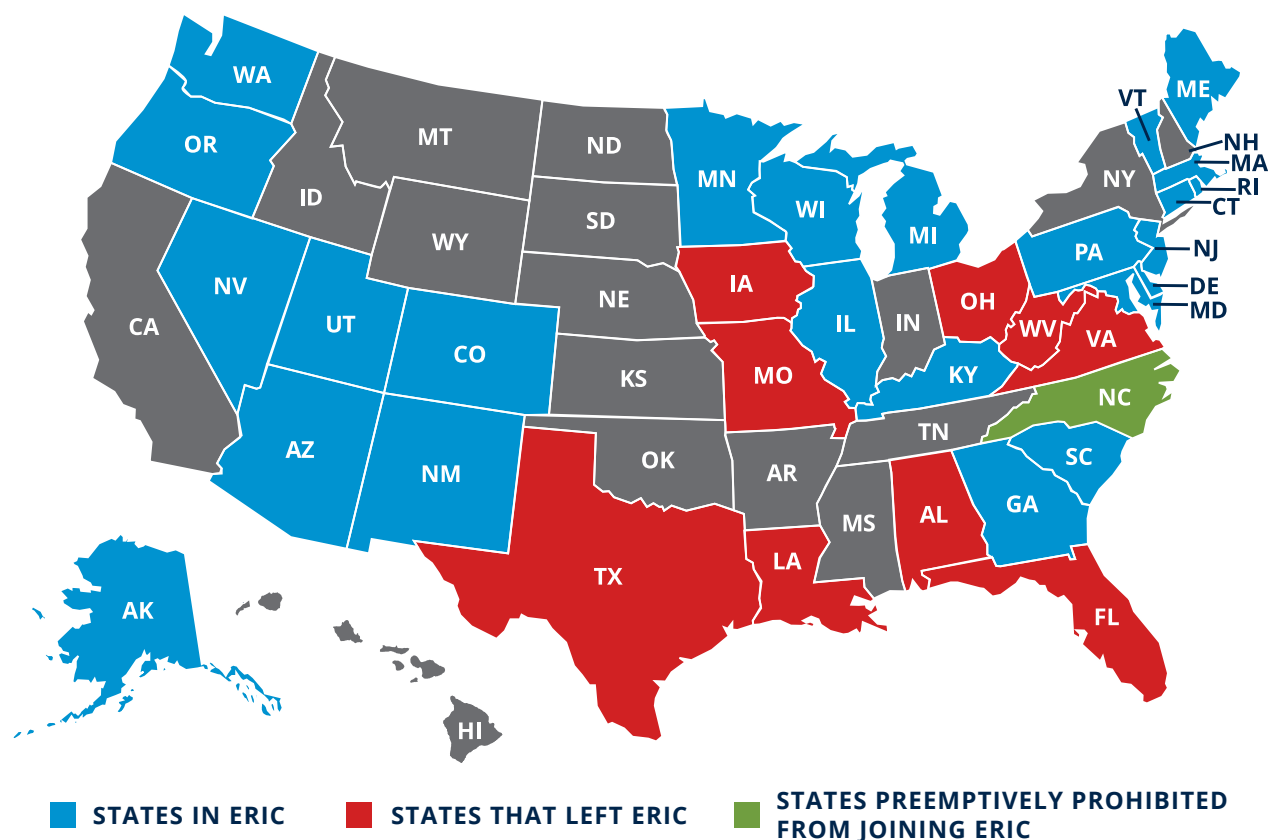 WA
OR
CA
ID
NV
MT
WY
UT
AZ
CO
NM
ND
SD
NE
KS
OK
TX
MN
IA
MO
AR
LA
WI
IL
MI
IN
OH
KY
TN
MS
AL
GA
FL
SC
NC
VA
WV
PA
NY
VT
ME
NH
MA
RI
CT
NJ
DE
MD
AK
HI
STATES IN ERIC
STATES THAT LEFT ERIC
STATES PREEMPTIVELY PROHIBITED
FROM JOINING ERIC